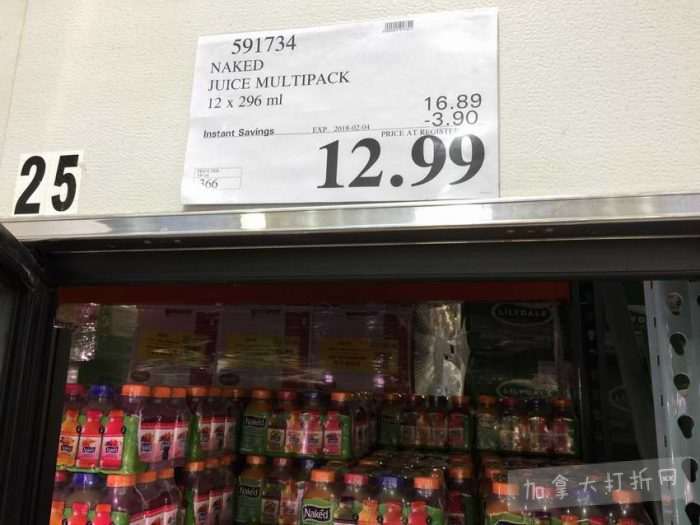 591734
NAKED
JUICE MULTIPACK
12 x 296 ml
16.89
-3.90
Instant Savings
EXP 2018-02-04
PRICE AT REGISTER
12.99
366
25
LILYDALE
Naked
加拿大打折网